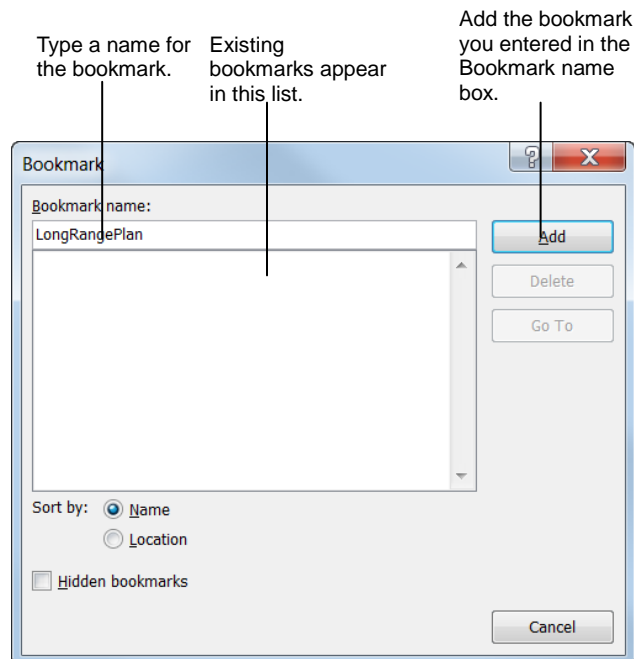 Type a name for
the bookmark.
Existing
bookmarks appear
in this list.
Add the bookmark
you entered in the
Bookmark name
box.
Bookmark
Bookmark name:
LongRangePlan
Add
Delete
Go To
Sort by:
Name
Location
Hidden bookmarks
Cancel